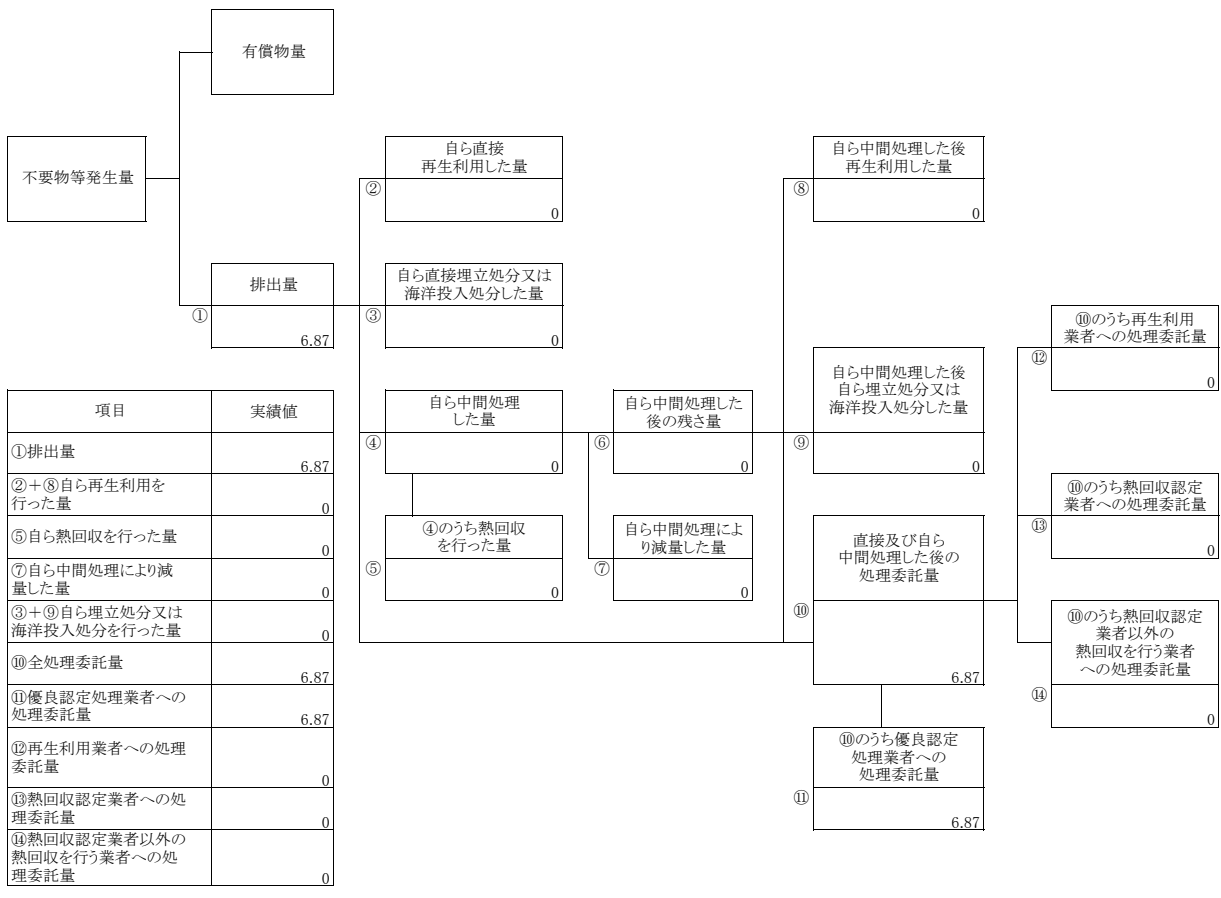 有償物量
不要物等発生量
排出量
①
6.87
自ら直接
再生利用した量
②
0
自ら直接埋立処分又は
海洋投入処分した量
③
0
自ら中間処理
した量
④
0
④のうち熱回収
を行った量
⑤
0
自ら中間処理した
後の残さ量
⑥
0
自ら中間処理によ
り減量した量
⑦
0
自ら中間処理した後
再生利用した量
⑧
0
自ら中間処理した後
自ら埋立処分又は
海洋投入処分した量
⑨
0
直接及び自ら
中間処理した後の
処理委託量
⑩
6.87
⑩のうち優良認定
処理業者への
処理委託量
⑪
6.87
⑩のうち再生利用
業者への処理委託量
⑫
0
⑩のうち熱回収認定
業者への処理委託量
⑬
0
⑩のうち熱回収認定
業者以外の
熱回収を行う業者
への処理委託量
⑭
0
項目 実績値
①排出量
6.87
②+⑧自ら再生利用を
行った量
0
⑤自ら熱回収を行った量
0
⑦自ら中間処理により減
量した量
0
③+⑨自ら埋立処分又は
海洋投入処分を行った量
0
⑩全処理委託量
6.87
⑪優良認定処理業者への
処理委託量
6.87
⑫再生利用業者への処理
委託量
0
⑬熱回収認定業者への処
理委託量
0
⑭熱回収認定業者以外の
熱回収を行う業者への処
理委託量
0